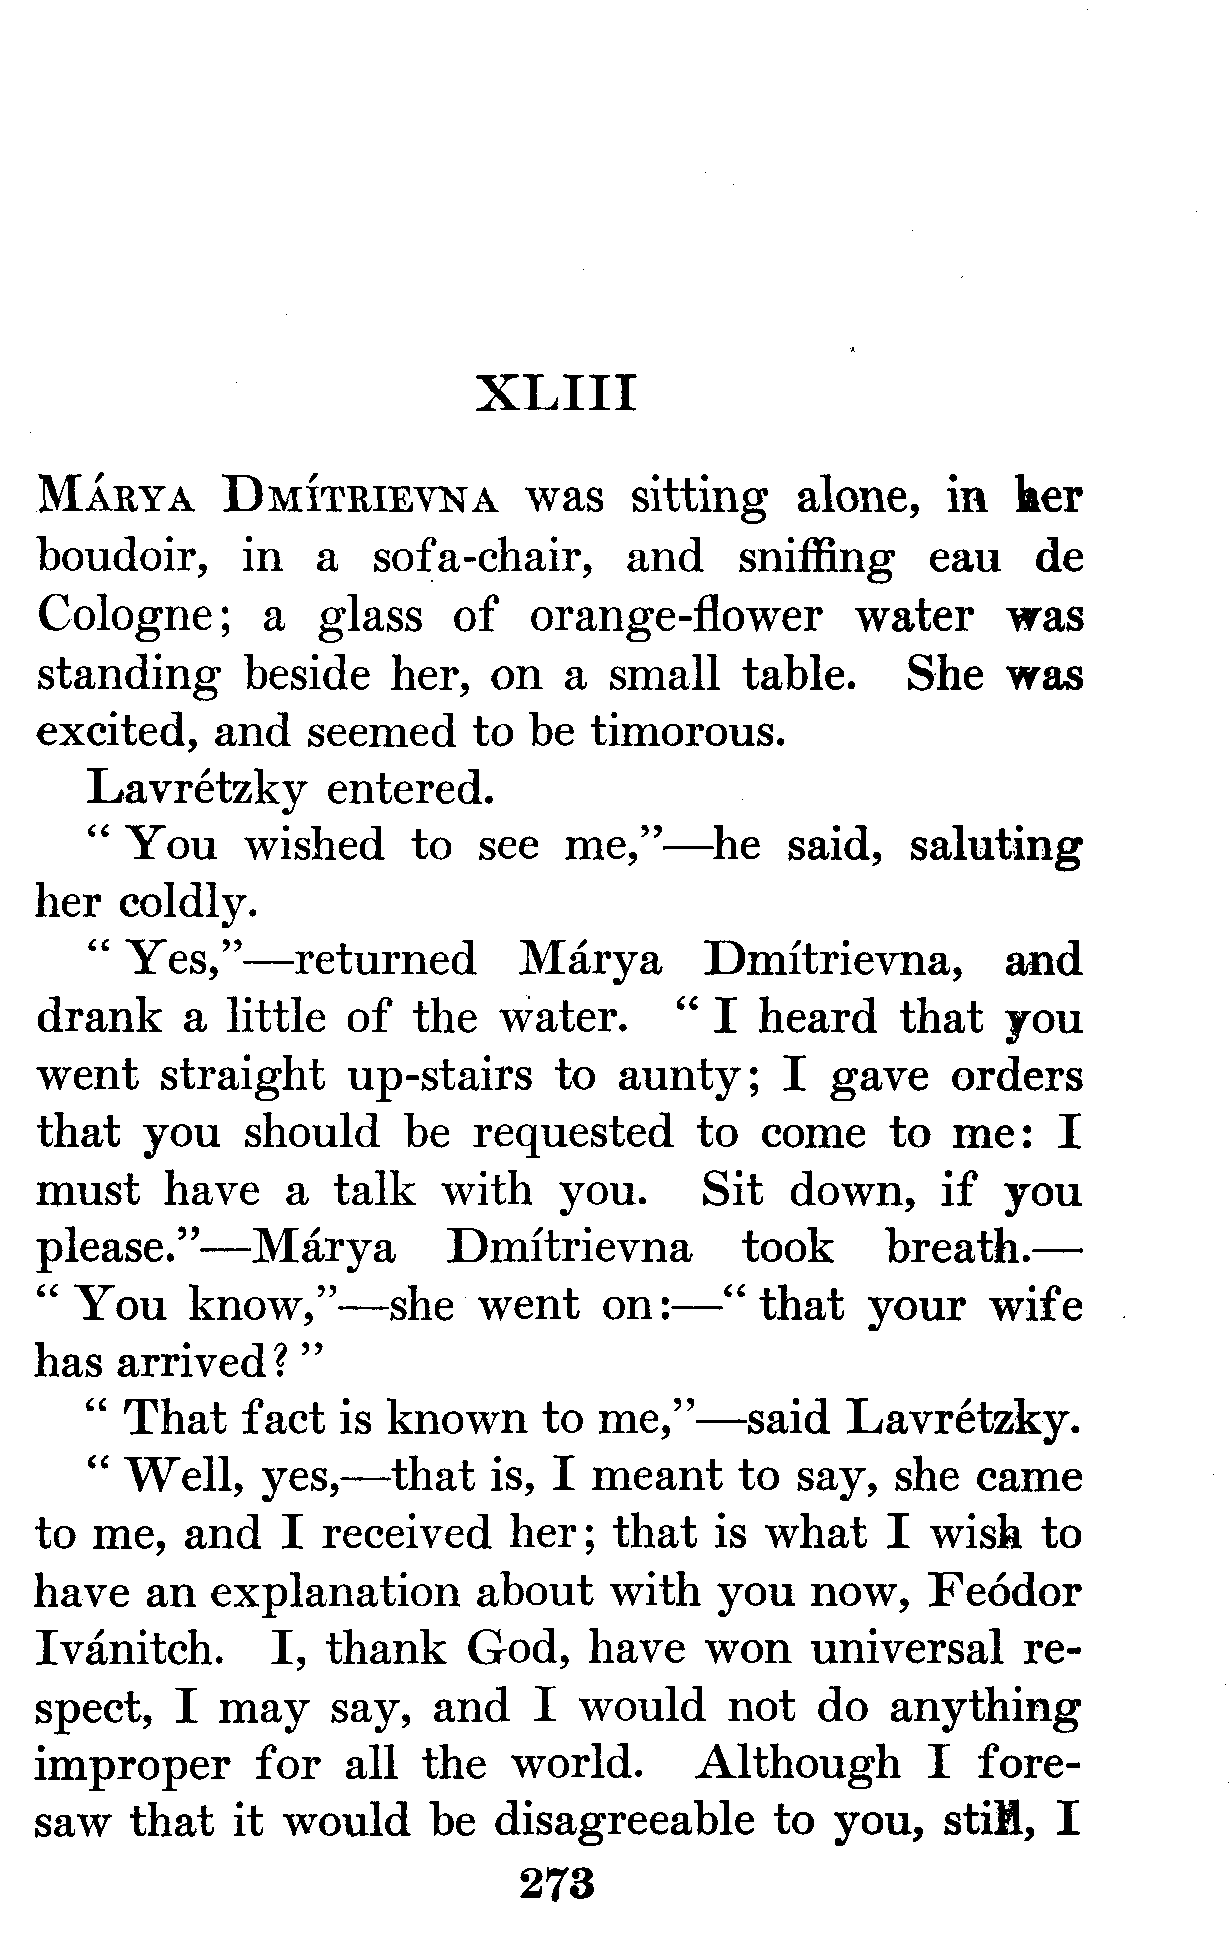 XLIII
MÁRYA DMÍTRIEVNA was sitting alone, in her
boudoir, in a sofa-chair, and sniffing eau de
Cologne; a glass of orange-flower water was
standing beside her, on a small table. She was
excited, and seemed to be timorous.
Lavrétzky entered.
“ You wished to see me,”—he said, saluting
her coldly.
“ Yes,”—returned Márya Dmítrievna, and
drank a little of the water. “ I heard that you
went straight up-stairs to aunty; I gave orders
that you should be requested to come to me: I
must have a talk with you. Sit down, if you
please.”—Márya Dmítrievna took breath.—
“ You know,”—she went on:—“ that your wife
has arrived? ”
“ That fact is known to me,”—said Lavrétzky.
“ Well, yes,—that is, I meant to say, she came
to me, and I received her; that is what I wish to
have an explanation about with you now, Feódor
Ivánitch. I, thank God, have won universal re-
spect, I may say, and I would not do anything
improper for all the world. Although I fore-
saw that it would be disagreeable to you, still, I
273